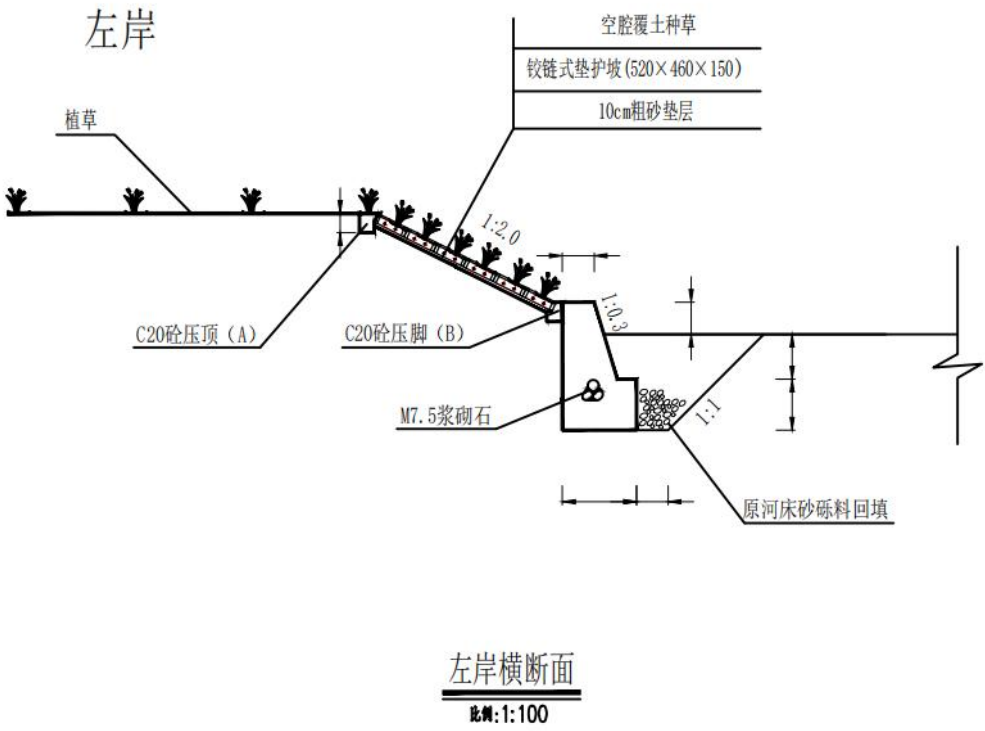 左岸
空腔覆土种草
铰链式垫护坡(520×460×150)
10cm粗砂垫层
植草
1:2.0
1:0.3
C20砼压顶（A）
C20砼压脚（B）
M7.5浆砌石
1:1
原河床砂砾料回填
左岸横断面
比例:1:100